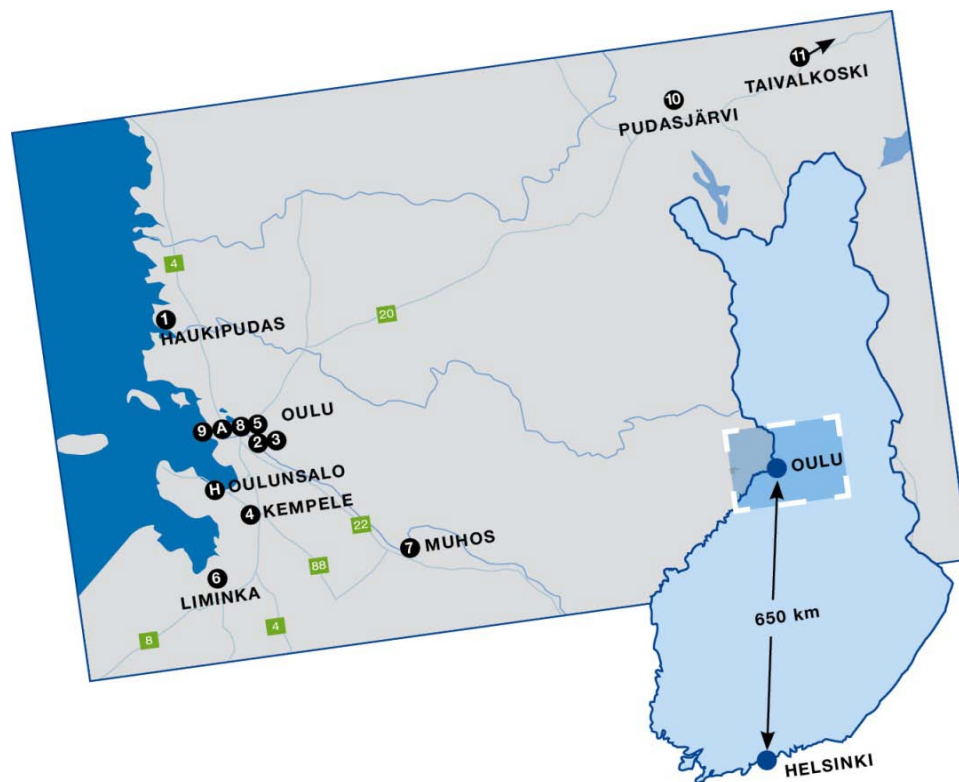 11
TAIVALKOSKI
10
PUDASJÄRVI
4
1
HAUKIPUDAS
20
9 A 8 5 OULU
2 3
H OULUNSALO
4 KEMPELE
22
7 MUHOS
88
6
LIMINKA
8
4
OULU
650 km
HELSINKI